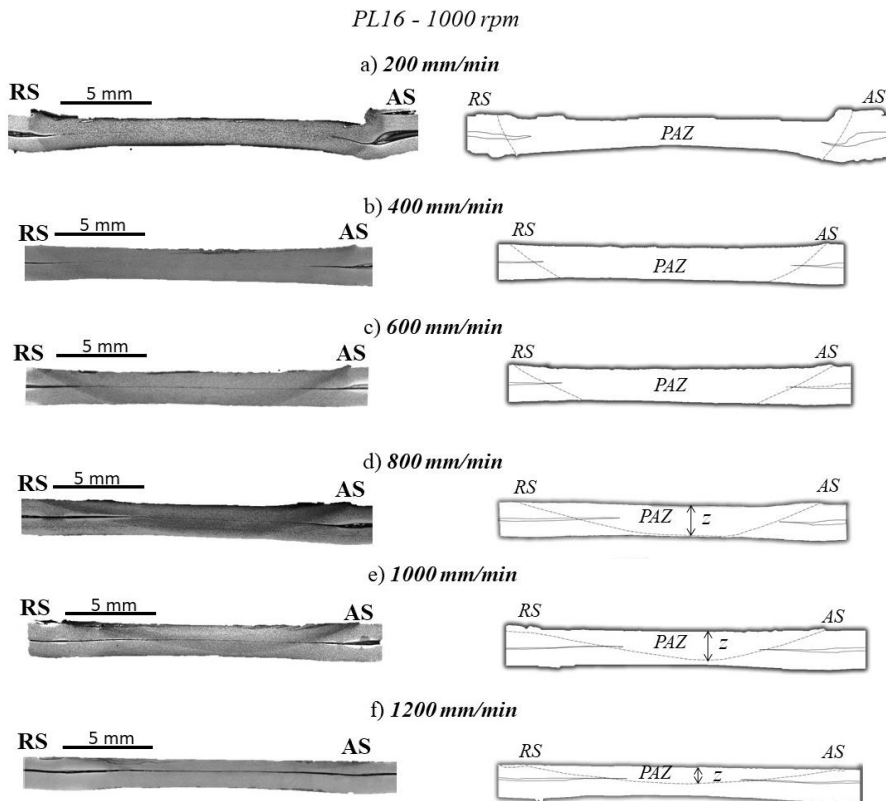 PL16 - 1000 rpm
a) 200 mm/min
RS 5 mm AS RS AS
PAZ
b) 400 mm/min
RS 5 mm AS RS AS
PAZ
c) 600 mm/min
RS 5 mm AS RS AS
PAZ
d) 800 mm/min
RS 5 mm AS RS AS
PAZ z
e) 1000 mm/min
RS 5 mm AS RS AS
PAZ z
f) 1200 mm/min
RS 5 mm AS RS AS
PAZ z